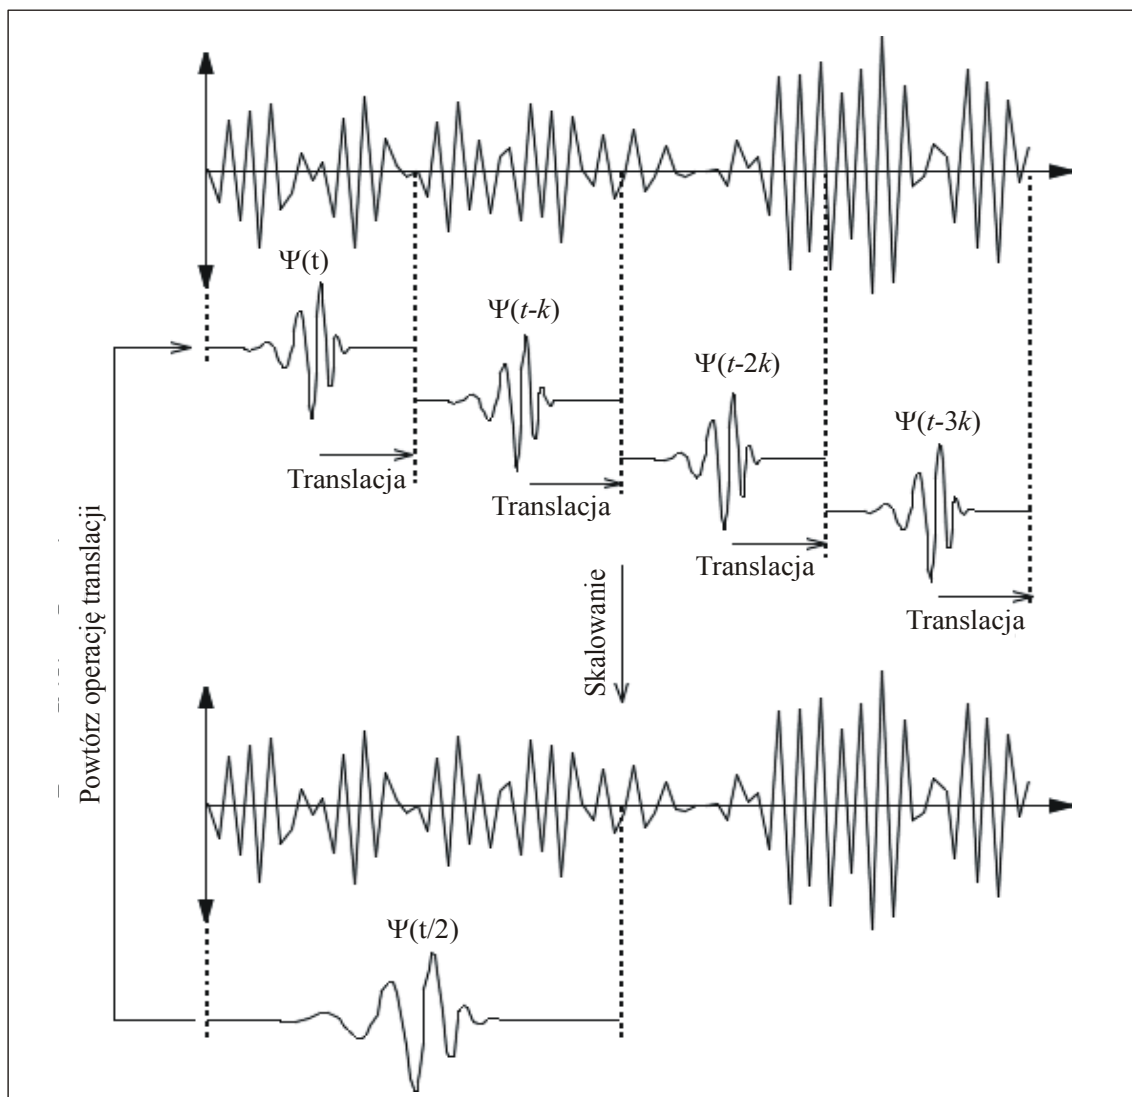 Ψ(t)
Ψ(t-k)
Ψ(t-2k)
Ψ(t-3k)
Translacja
Translacja
Translacja
Translacja
Skalowanie
Powtórz operację translacji
Ψ(t/2)